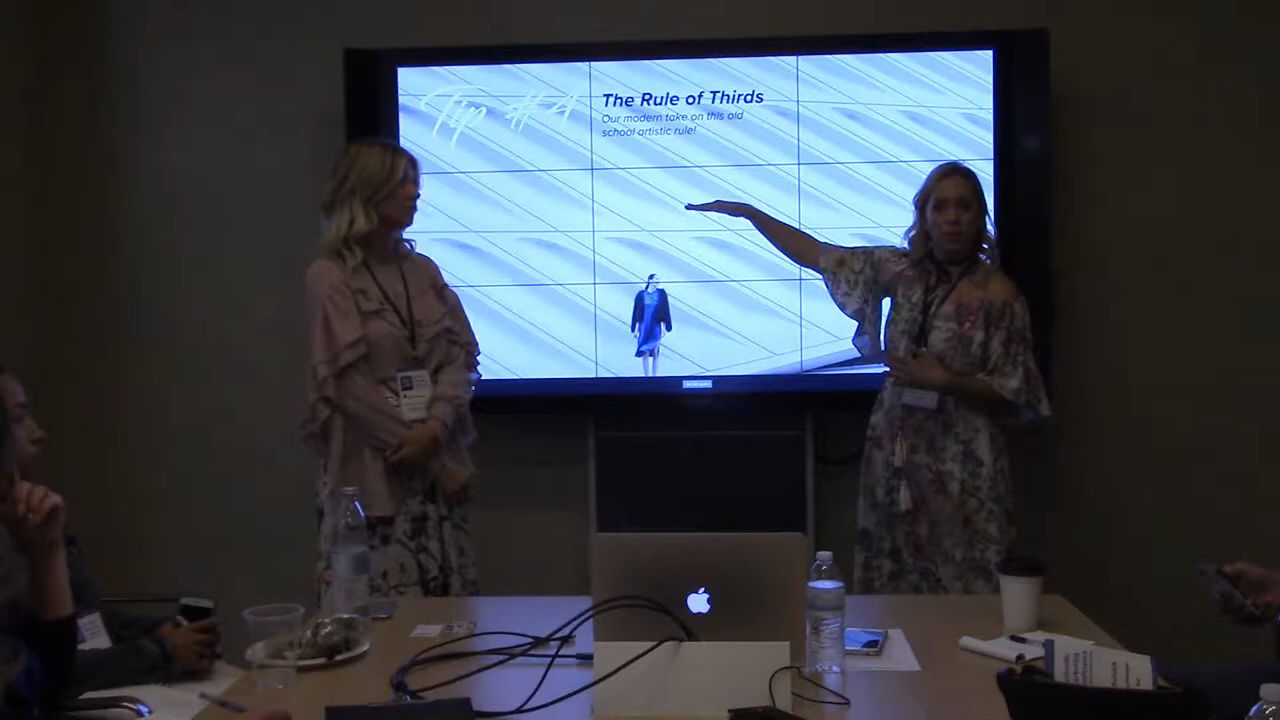 Tip #4
The Rule of Thirds
Our modern take on this old
school artistic rule!